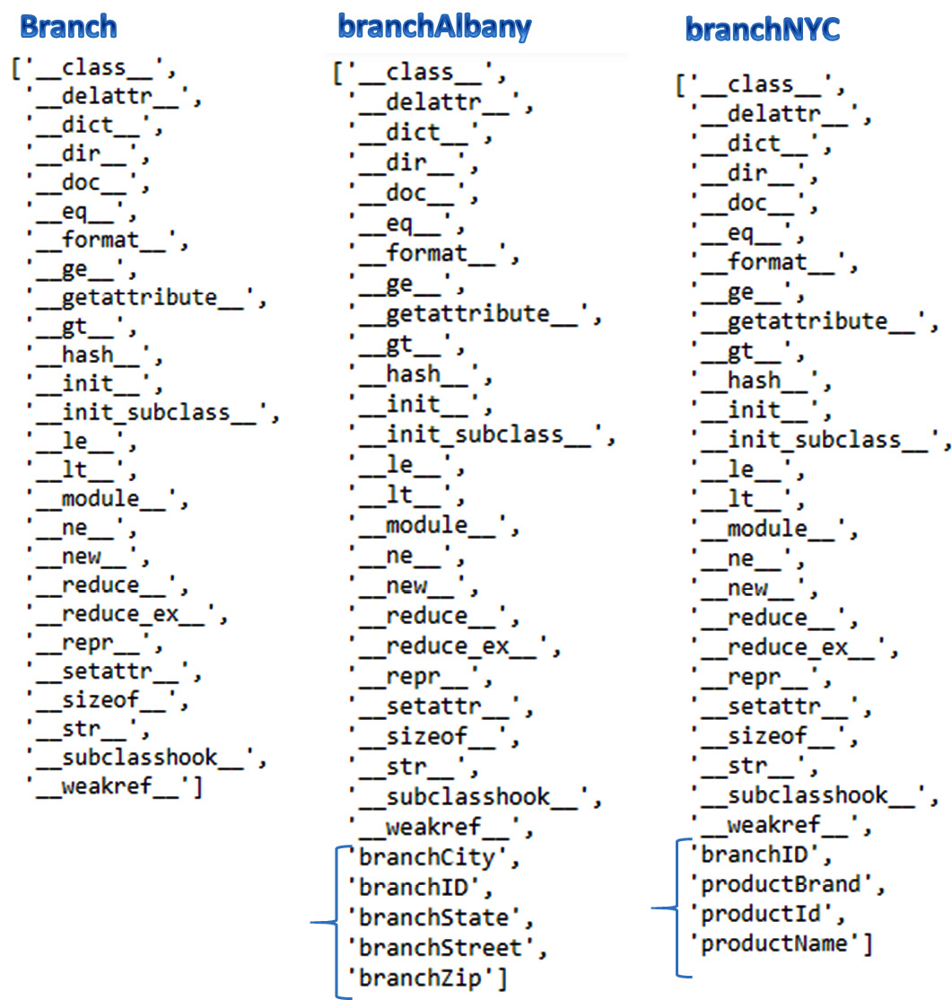 Branch
['__class__',
'__delattr__',
'__dict__',
'__dir__',
'__doc__',
'__eq__',
'__format__',
'__ge__',
'__getattribute__',
'__gt__',
'__hash__',
'__init__',
'__init_subclass__',
'__le__',
'__lt__',
'__module__',
'__ne__',
'__new__',
'__reduce__',
'__reduce_ex__',
'__repr__',
'__setattr__',
'__sizeof__',
'__str__',
'__subclasshook__',
'__weakref__']
branchAlbany
['__class__',
'__delattr__',
'__dict__',
'__dir__',
'__doc__',
'__eq__',
'__format__',
'__ge__',
'__getattribute__',
'__gt__',
'__hash__',
'__init__',
'__init_subclass__',
'__le__',
'__lt__',
'__module__',
'__ne__',
'__new__',
'__reduce__',
'__reduce_ex__',
'__repr__',
'__setattr__',
'__sizeof__',
'__str__',
'__subclasshook__',
'__weakref__',
'branchCity',
'branchID',
'branchState',
'branchStreet',
'branchZip']
branchNYC
['__class__',
'__delattr__',
'__dict__',
'__dir__',
'__doc__',
'__eq__',
'__format__',
'__ge__',
'__getattribute__',
'__gt__',
'__hash__',
'__init__',
'__init_subclass__',
'__le__',
'__lt__',
'__module__',
'__ne__',
'__new__',
'__reduce__',
'__reduce_ex__',
'__repr__',
'__setattr__',
'__sizeof__',
'__str__',
'__subclasshook__',
'__weakref__',
'branchID',
'productBrand',
'productId',
'productName']